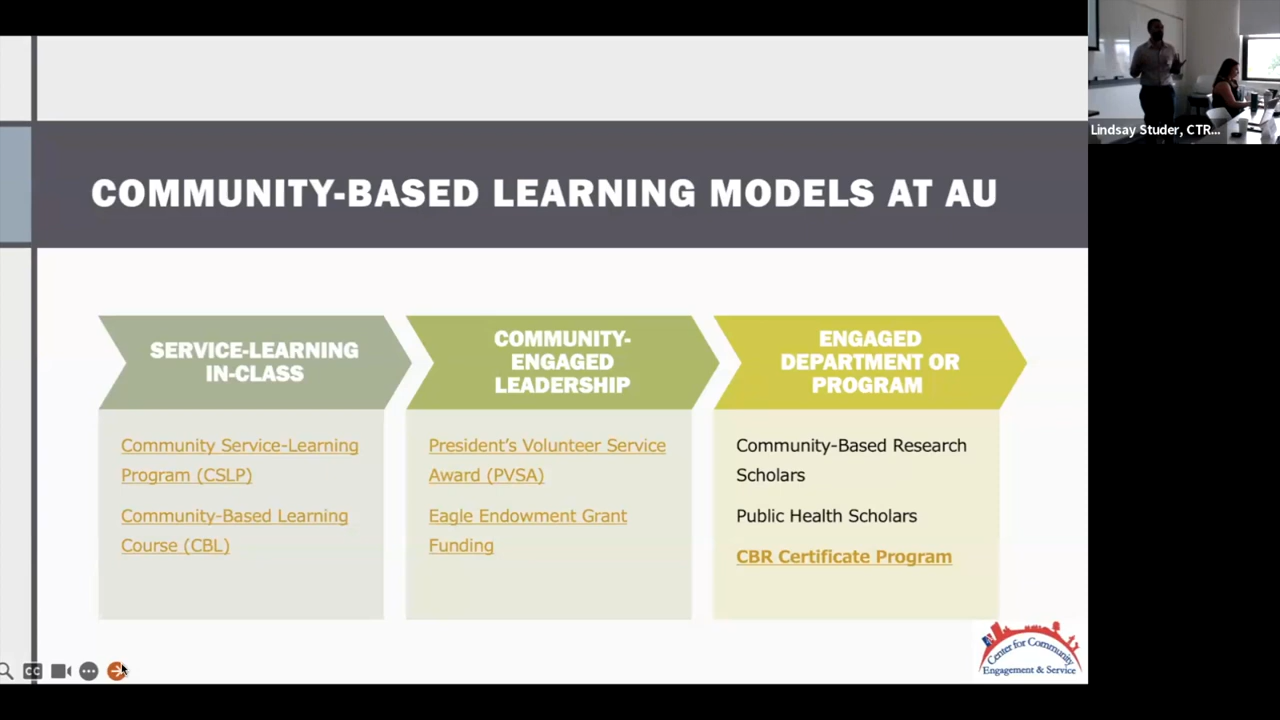 Lindsay Studer, CTR...
COMMUNITY-BASED LEARNING MODELS AT AU
SERVICE-LEARNING
IN-CLASS
Community Service-Learning
Program (CSLP)
Community-Based Learning
Course (CBL)
COMMUNITY-
ENGAGED
LEADERSHIP
President's Volunteer Service
Award (PVSA)
Eagle Endowment Grant
Funding
ENGAGED
DEPARTMENT OR
PROGRAM
Community-Based Research
Scholars
Public Health Scholars
CBR Certificate Program
Center for Community
Engagement & Service
CC